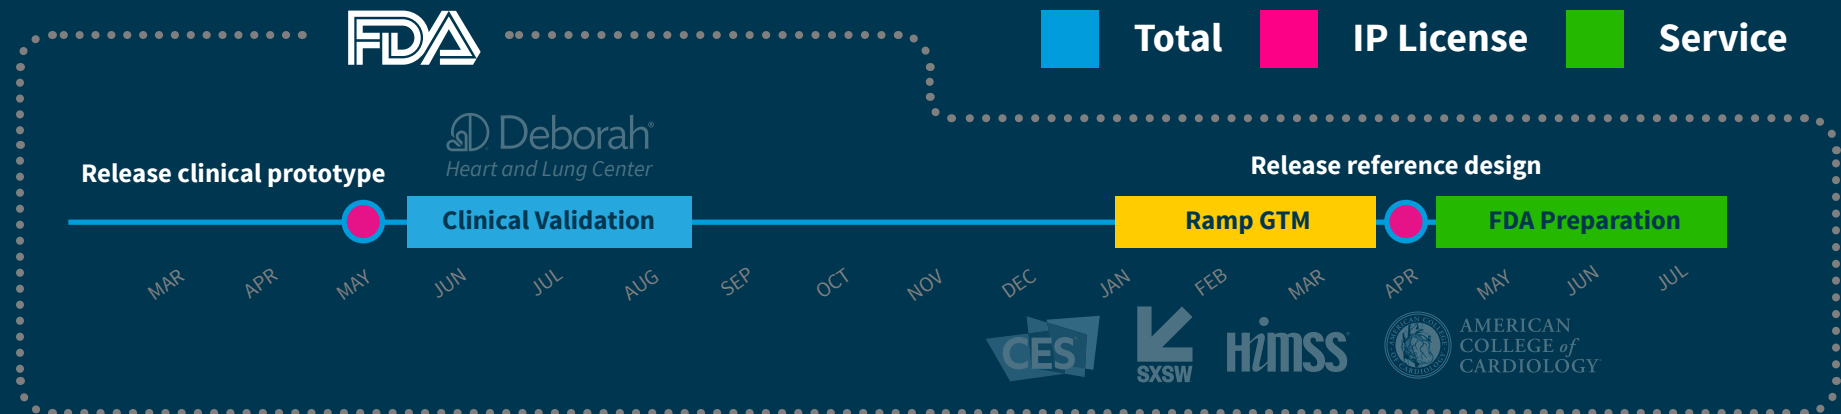 FDA
Total
IP License
Service
Deborah®
Heart and Lung Center
Release clinical prototype
Release reference design
Clinical Validation
Ramp GTM
FDA Preparation
MAR
APR
MAY
JUN
JUL
AUG
SEP
OCT
NOV
DEC
JAN
FEB
MAR
APR
MAY
JUN
JUL
CES
SXSW
HIMSS
AMERICAN
COLLEGE of
CARDIOLOGY